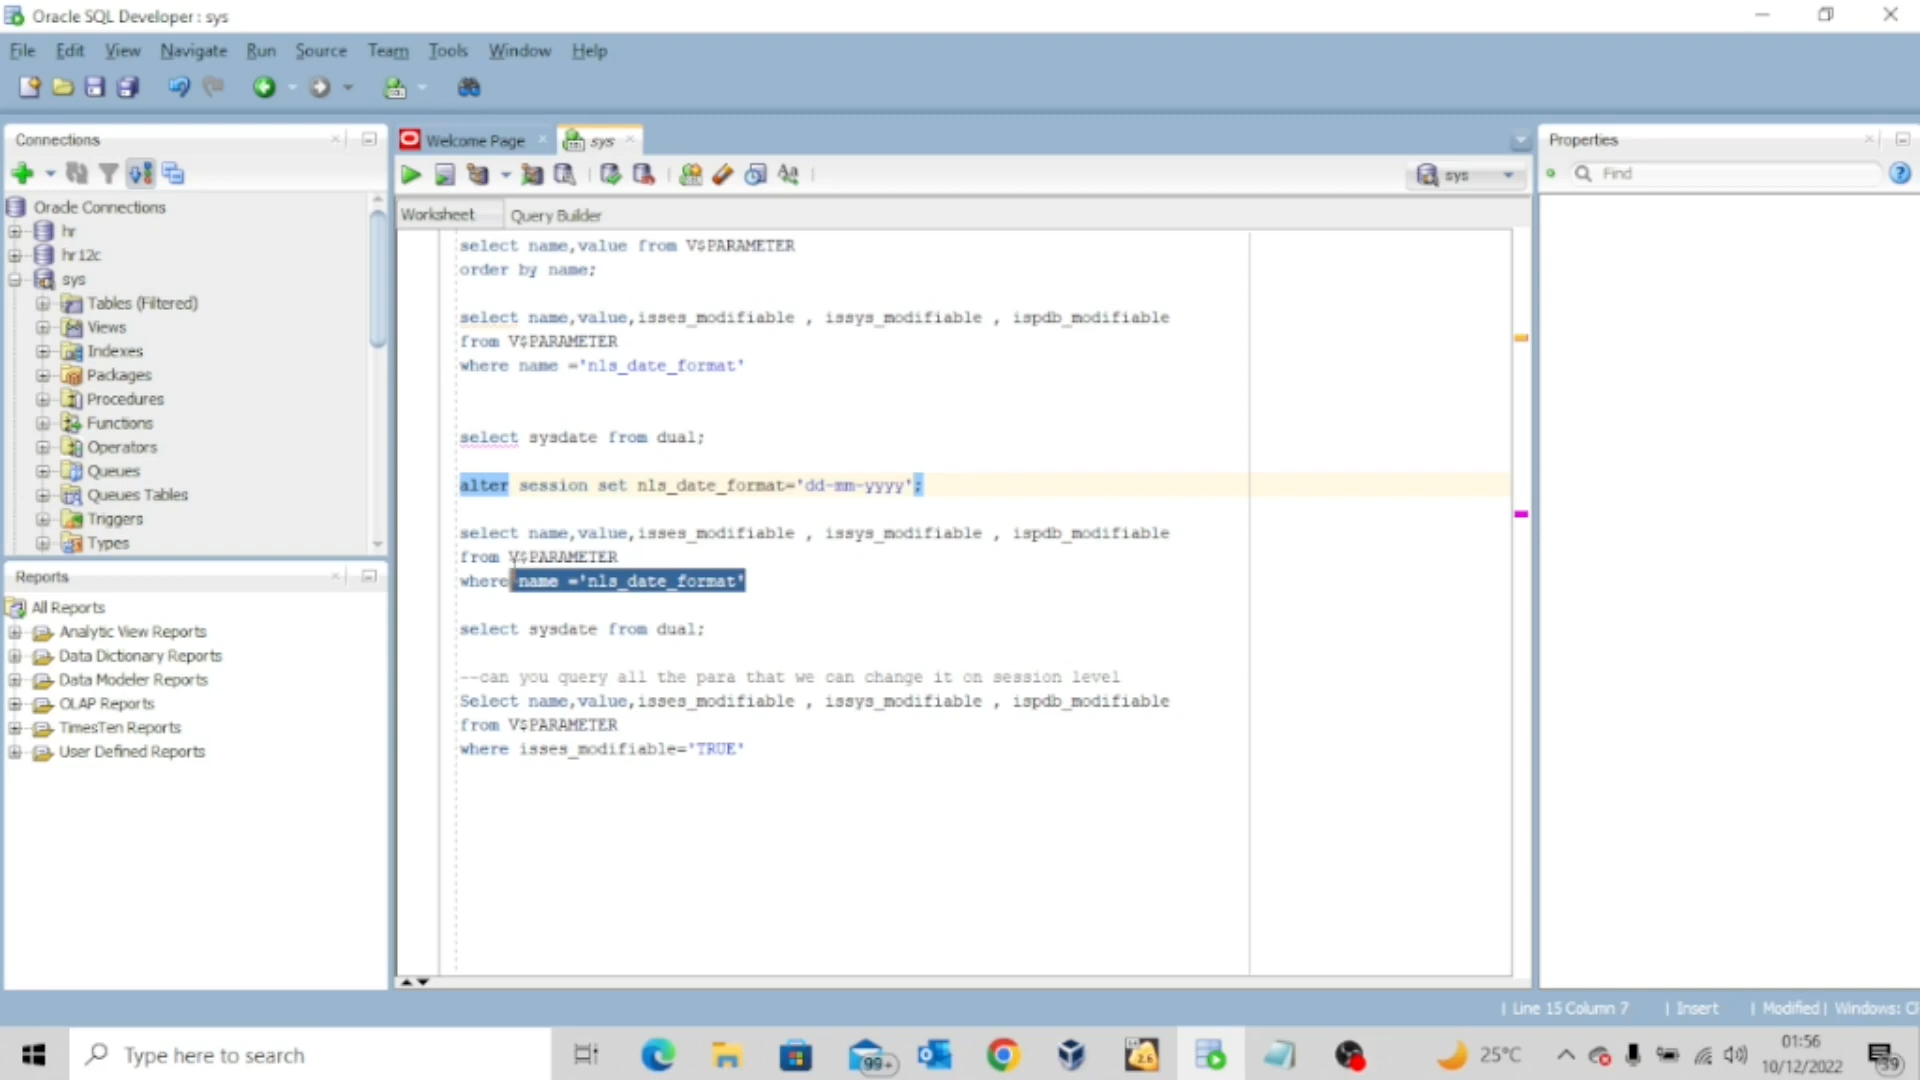 Oracle SQL Developer : sys
File Edit View Navigate Run Source Team Tools Window Help
Connections
Oracle Connections
hr
hr12c
sys
Tables (Filtered)
Views
Indexes
Packages
Procedures
Functions
Operators
Queues
Queues Tables
Triggers
Types
Reports
All Reports
Analytic View Reports
Data Dictionary Reports
Data Modeler Reports
OLAP Reports
TimesTen Reports
User Defined Reports
Welcome Page
sys
sys
Worksheet Query Builder
select name,value from V$PARAMETER
order by name;
select name,value,isses_modifiable , issys_modifiable , ispdb_modifiable
from V$PARAMETER
where name ='nls_date_format'
select sysdate from dual;
alter session set nls_date_format='dd-mm-yyyy';
select name,value,isses_modifiable , issys_modifiable , ispdb_modifiable
from V$PARAMETER
where name ='nls_date_format'
select sysdate from dual;
--can you query all the para that we can change it on session level
Select name,value,isses_modifiable , issys_modifiable , ispdb_modifiable
from V$PARAMETER
where isses_modifiable='TRUE'
Properties
Find
Line 15 Column 7 | Insert | Modified | Windows: C
Type here to search
99+
2.6
25°C
01:56
10/12/2022
39